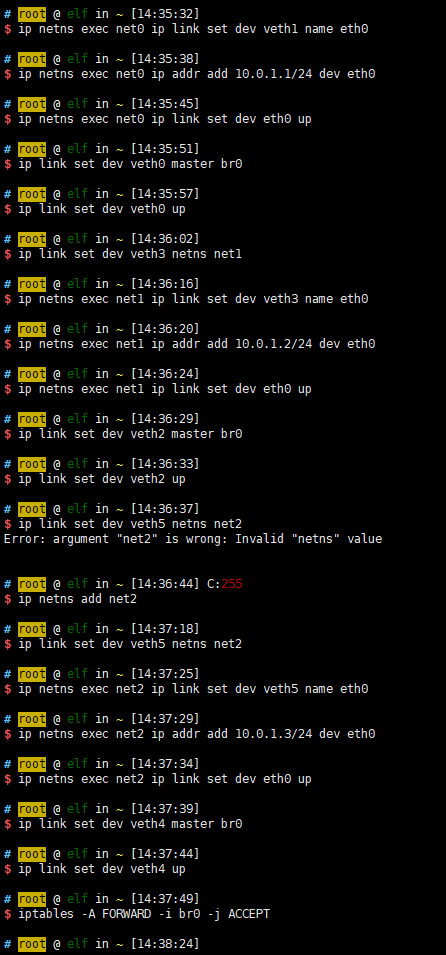 # root @ elf in ~ [14:35:32]
$ ip netns exec net0 ip link set dev veth1 name eth0
# root @ elf in ~ [14:35:38]
$ ip netns exec net0 ip addr add 10.0.1.1/24 dev eth0
# root @ elf in ~ [14:35:45]
$ ip netns exec net0 ip link set dev eth0 up
# root @ elf in ~ [14:35:51]
$ ip link set dev veth0 master br0
# root @ elf in ~ [14:35:57]
$ ip link set dev veth0 up
# root @ elf in ~ [14:36:02]
$ ip link set dev veth3 netns net1
# root @ elf in ~ [14:36:16]
$ ip netns exec net1 ip link set dev veth3 name eth0
# root @ elf in ~ [14:36:20]
$ ip netns exec net1 ip addr add 10.0.1.2/24 dev eth0
# root @ elf in ~ [14:36:24]
$ ip netns exec net1 ip link set dev eth0 up
# root @ elf in ~ [14:36:29]
$ ip link set dev veth2 master br0
# root @ elf in ~ [14:36:33]
$ ip link set dev veth2 up
# root @ elf in ~ [14:36:37]
$ ip link set dev veth5 netns net2
Error: argument "net2" is wrong: Invalid "netns" value
# root @ elf in ~ [14:36:44] C:255
$ ip netns add net2
# root @ elf in ~ [14:37:18]
$ ip link set dev veth5 netns net2
# root @ elf in ~ [14:37:25]
$ ip netns exec net2 ip link set dev veth5 name eth0
# root @ elf in ~ [14:37:29]
$ ip netns exec net2 ip addr add 10.0.1.3/24 dev eth0
# root @ elf in ~ [14:37:34]
$ ip netns exec net2 ip link set dev eth0 up
# root @ elf in ~ [14:37:39]
$ ip link set dev veth4 master br0
# root @ elf in ~ [14:37:44]
$ ip link set dev veth4 up
# root @ elf in ~ [14:37:49]
$ iptables -A FORWARD -i br0 -j ACCEPT
# root @ elf in ~ [14:38:24]